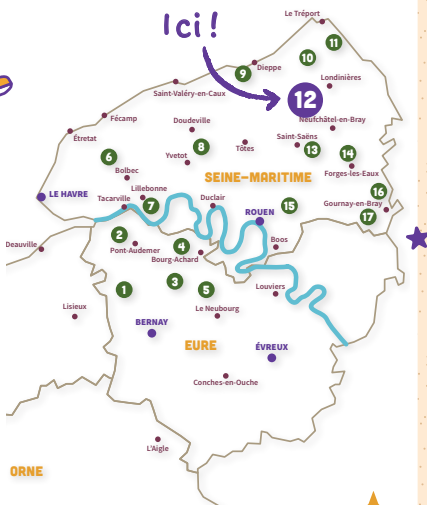 Ici !
Le Tréport
11
10
9
Dieppe
Londinières
Saint-Valéry-en-Caux
12
Fécamp
Doudeville
Neufchâtel-en-Bray
Étretat
Saint-Saëns
8
Tôtes
13
14
6
Yvetot
Bolbec
SEINE-MARITIME
Forges-les-Eaux
Lillebonne
16
LE HAVRE
Tacarville
7
Duclair
15
Gournay-en-Bray
ROUEN
17
2
Deauville
Pont-Audemer
4
Boos
Bourg-Achard
1
3
5
Louviers
Lisieux
Le Neubourg
BERNAY
EURE
ÉVREUX
Conches-en-Ouche
L'Aigle
ORNE